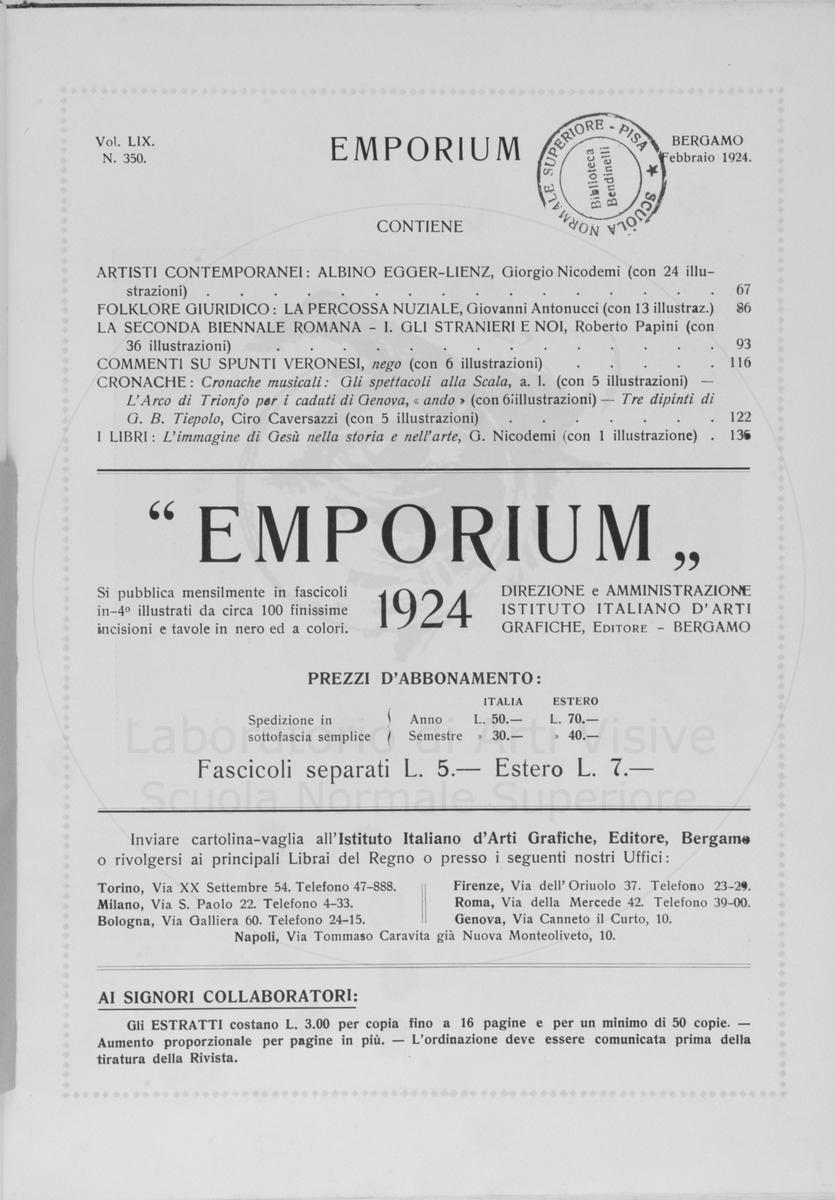 Vol. LIX.
N. 350.
EMPORIUM
SCUOLA NORMALE SUPERIORE - PISA ★
Biblioteca
Bendinelli
BERGAMO
Febbraio 1924.
CONTIENE
ARTISTI CONTEMPORANEI: ALBINO EGGER-LIENZ, Giorgio Nicodemi (con 24 illu-
strazioni) . . . . . . . . . . . . . . . . 67
FOLKLORE GIURIDICO: LA PERCOSSA NUZIALE, Giovanni Antonucci (con 13 illustraz.) 86
LA SECONDA BIENNALE ROMANA – I. GLI STRANIERI E NOI, Roberto Papini (con
36 illustrazioni) . . . . . . . . . . . . . 93
COMMENTI SU SPUNTI VERONESI, nego (con 6 illustrazioni) . . . . . 116
CRONACHE: Cronache musicali: Gli spettacoli alla Scala, a. l. (con 5 illustrazioni) —
L'Arco di Trionfo per i caduti di Genova, « ando » (con 6 illustrazioni) — Tre dipinti di
G. B. Tiepolo, Ciro Caversazzi (con 5 illustrazioni) . . . . . . . 122
I LIBRI: L'immagine di Gesù nella storia e nell'arte, G. Nicodemi (con 1 illustrazione) .
“ EMPORIUM „
Si pubblica mensilmente in fascicoli
in-4º illustrati da circa 100 finissime
incisioni e tavole in nero ed a colori.
1924
DIREZIONE e AMMINISTRAZIONE
ISTITUTO ITALIANO D'ARTI
GRAFICHE, EDITORE – BERGAMO
PREZZI D'ABBONAMENTO:
ITALIA ESTERO
Spedizione in Anno L. 50.— L. 70.—
sottofascia semplice Semestre » 30.— » 40.—
Laboratorio di Arti Visive
Fascicoli separati L. 5.— Estero L. 7.—
Scuola Normale Superiore
Inviare cartolina-vaglia all'Istituto Italiano d'Arti Grafiche, Editore, Bergamo
o rivolgersi ai principali Librai del Regno o presso i seguenti nostri Uffici:
Torino, Via XX Settembre 54. Telefono 47-888.
Milano, Via S. Paolo 22. Telefono 4-33.
Bologna, Via Galliera 60. Telefono 24-15.
Firenze, Via dell'Oriuolo 37. Telefono 23-29.
Roma, Via della Mercede 42. Telefono 39-00.
Genova, Via Canneto il Curto, 10.
Napoli, Via Tommaso Caravita già Nuova Monteoliveto, 10.
AI SIGNORI COLLABORATORI:
Gli ESTRATTI costano L. 3.00 per copia fino a 16 pagine e per un minimo di 50 copie. —
Aumento proporzionale per pagine in più. — L'ordinazione deve essere comunicata prima della
tiratura della Rivista.